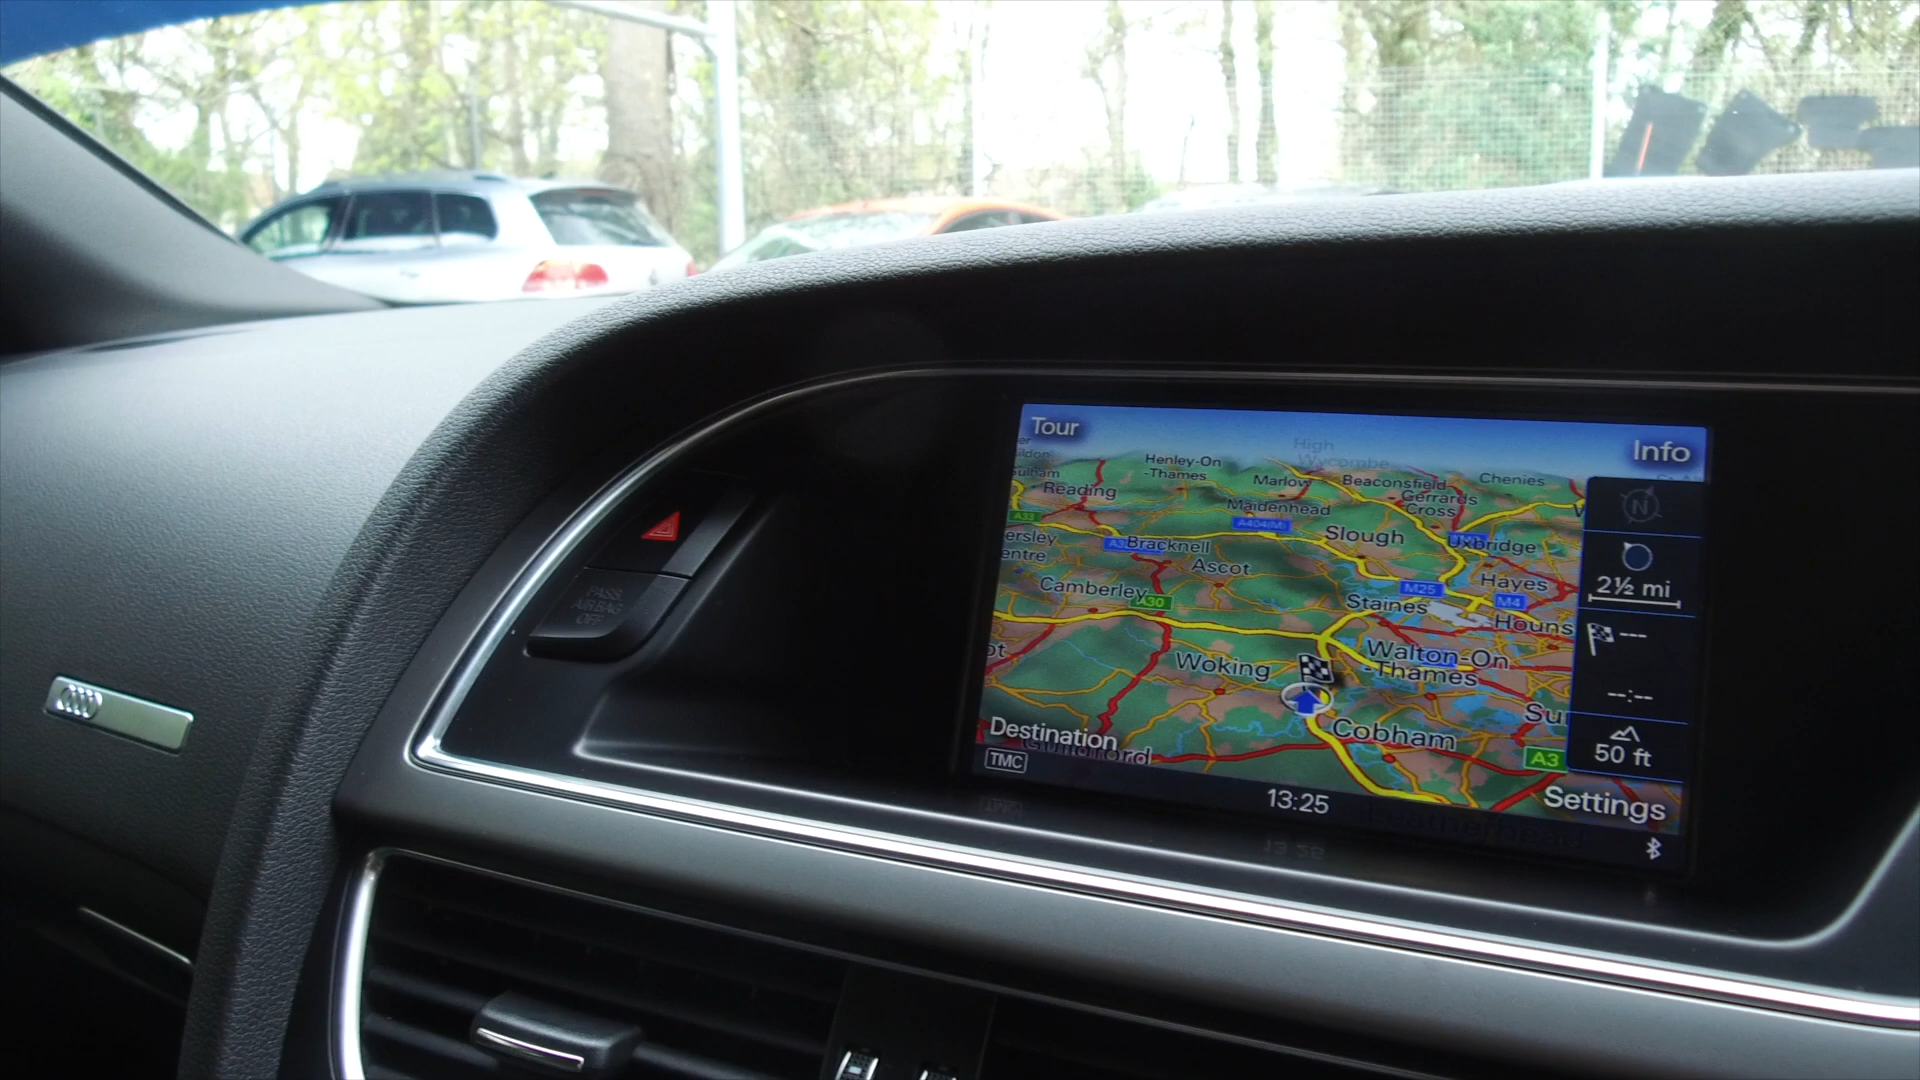 Tour
Info
High
Wycombe
Henley-On
-Thames
Marlow
Beaconsfield
Chenies
Reading
Gerrards
Cross
Maidenhead
A33
A404(M)
Slough
Bracknell
Uxbridge
Ascot
Hayes
Camberley
A30
M25
M4
Staines
Houns
2½ mi
Walton-On
-Thames
Woking
---
--:--
Cobham
Destination
Guildford
TMC
A3
50 ft
13:25
Settings
PASS
AIR BAG
OFF